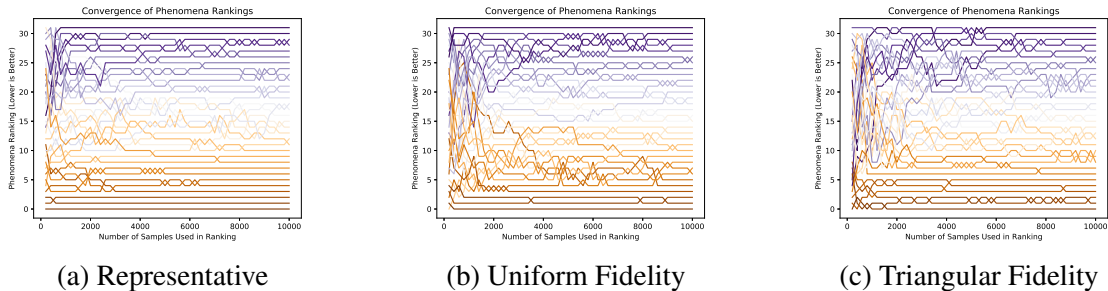 Convergence of Phenomena Rankings
Phenomena Ranking (Lower is Better)
30
25
20
15
10
5
0
0 2000 4000 6000 8000 10000
Number of Samples Used in Ranking
(a) Representative
Convergence of Phenomena Rankings
Phenomena Ranking (Lower is Better)
30
25
20
15
10
5
0
0 2000 4000 6000 8000 10000
Number of Samples Used in Ranking
(b) Uniform Fidelity
Convergence of Phenomena Rankings
Phenomena Ranking (Lower is Better)
30
25
20
15
10
5
0
0 2000 4000 6000 8000 10000
Number of Samples Used in Ranking
(c) Triangular Fidelity